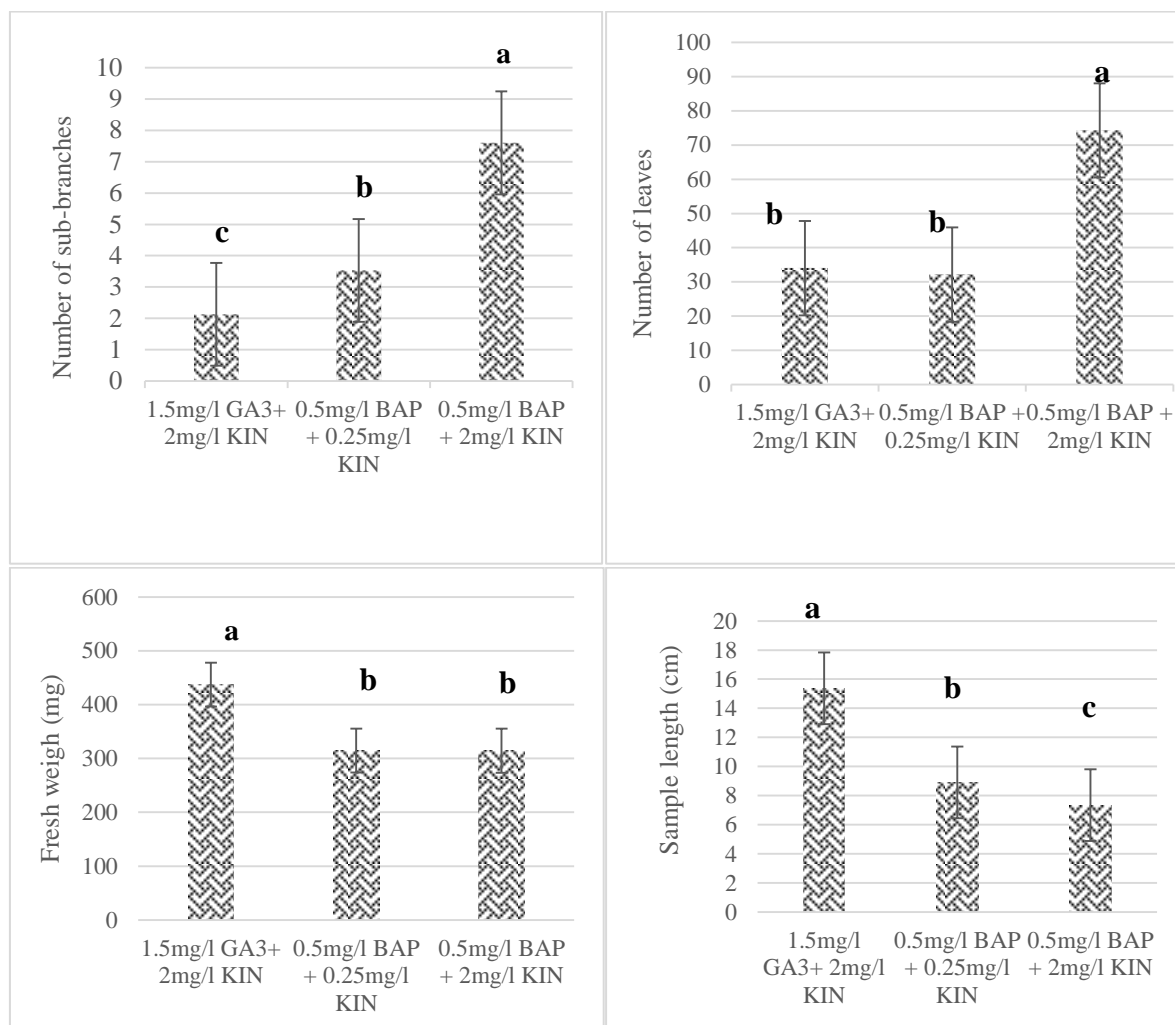 Number of sub-branches
10
9
8
7
6
5
4
3
2
1
0
c
b
a
1.5mg/l GA3+
2mg/l KIN
0.5mg/l BAP
+ 0.25mg/l
KIN
0.5mg/l BAP
+ 2mg/l KIN
Number of leaves
100
90
80
70
60
50
40
30
20
10
0
b
b
a
1.5mg/l GA3+
2mg/l KIN
0.5mg/l BAP +
0.25mg/l KIN
0.5mg/l BAP +
2mg/l KIN
Fresh weigh (mg)
600
500
400
300
200
100
0
a
b
b
1.5mg/l GA3+
2mg/l KIN
0.5mg/l BAP
+ 0.25mg/l
KIN
0.5mg/l BAP
+ 2mg/l KIN
Sample length (cm)
20
18
16
14
12
10
8
6
4
2
0
a
b
c
1.5mg/l
GA3+ 2mg/l
KIN
0.5mg/l BAP
+ 0.25mg/l
KIN
0.5mg/l BAP
+ 2mg/l KIN